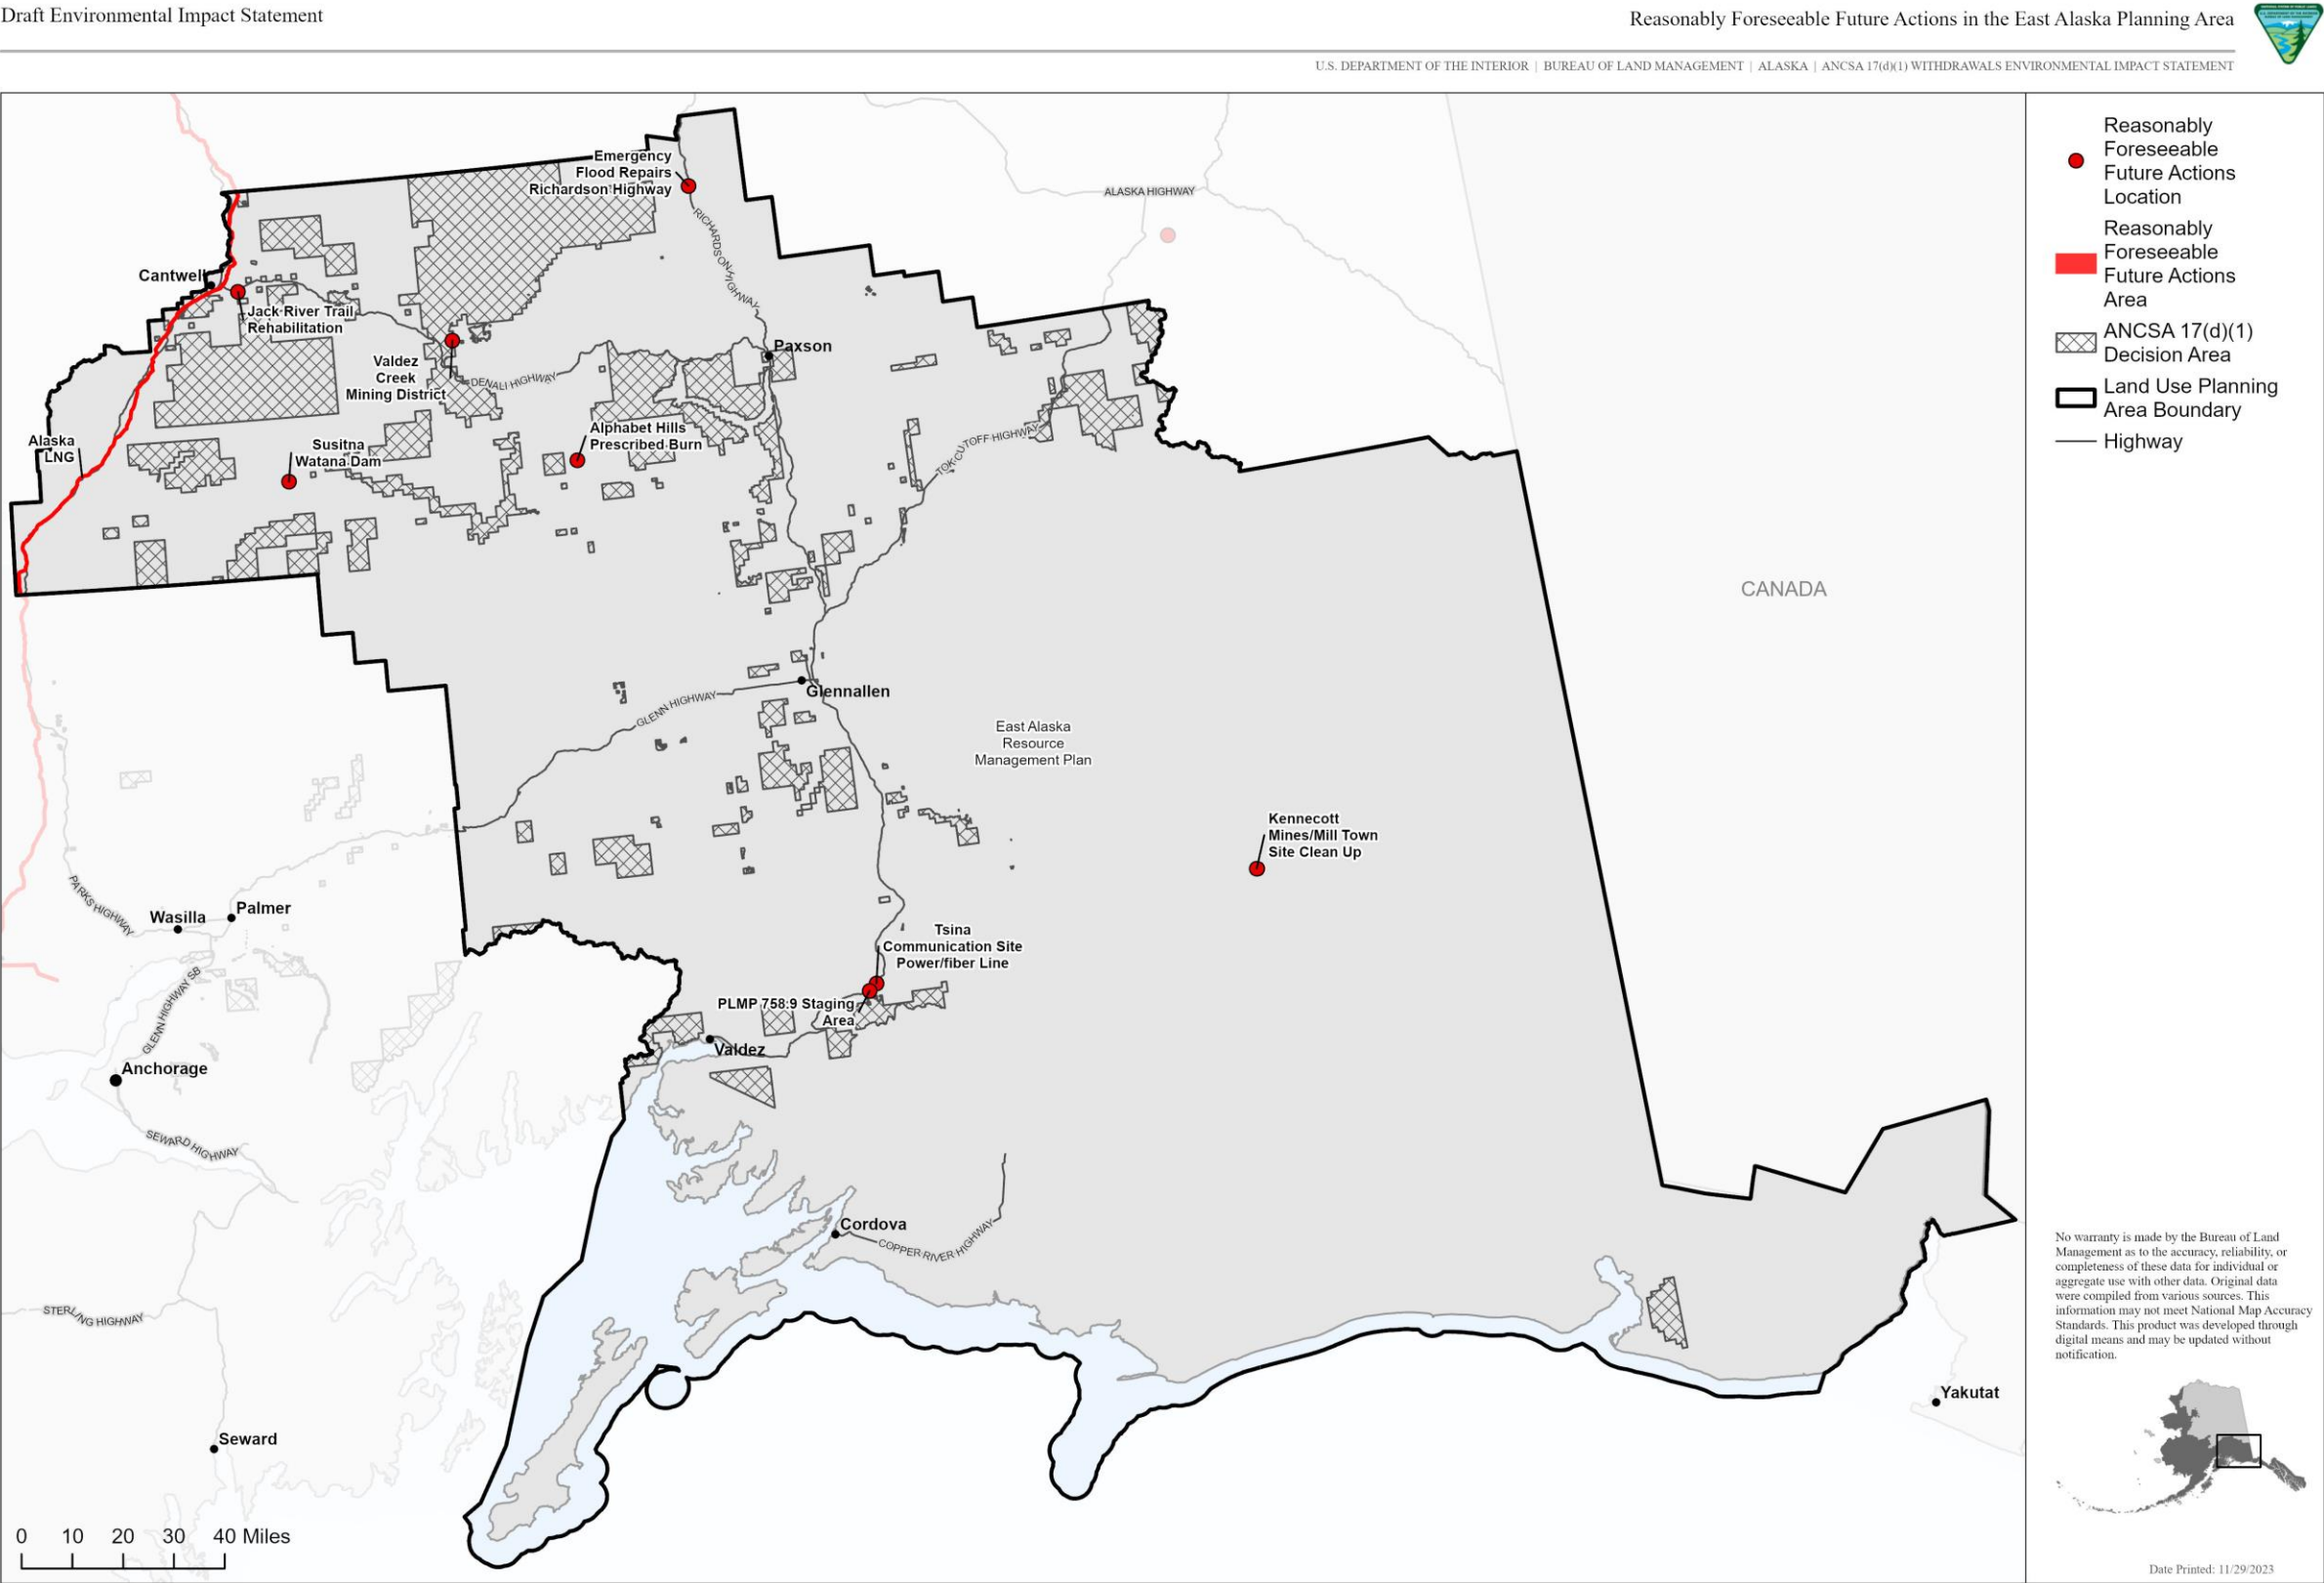 Draft Environmental Impact Statement
Reasonably Foreseeable Future Actions in the East Alaska Planning Area
U.S. DEPARTMENT OF THE INTERIOR | BUREAU OF LAND MANAGEMENT | ALASKA | ANCSA 17(d)(1) WITHDRAWALS ENVIRONMENTAL IMPACT STATEMENT
Emergency
Flood Repairs
Richardson Highway
RICHARDSON HIGHWAY
ALASKA HIGHWAY
Cantwell
Jack River Trail
Rehabilitation
Valdez
Creek
Mining District
DENALI HIGHWAY
Paxson
Alaska
LNG
Susitna
Watana Dam
Alphabet Hills
Prescribed Burn
TOK CUTOFF HIGHWAY
CANADA
Glennallen
GLENN HIGHWAY
East Alaska
Resource
Management Plan
Kennecott
Mines/Mill Town
Site Clean Up
PARKS HIGHWAY
Wasilla
Palmer
GLENN HIGHWAY SB
Anchorage
SEWARD HIGHWAY
Tsina
Communication Site
Power/fiber Line
PLMP 758.9 Staging
Area
Valdez
Cordova
COPPER RIVER HIGHWAY
STERLING HIGHWAY
Seward
Yakutat
0 10 20 30 40 Miles
Reasonably
Foreseeable
Future Actions
Location
Reasonably
Foreseeable
Future Actions
Area
ANCSA 17(d)(1)
Decision Area
Land Use Planning
Area Boundary
Highway
No warranty is made by the Bureau of Land
Management as to the accuracy, reliability, or
completeness of these data for individual or
aggregate use with other data. Original data
were compiled from various sources. This
information may not meet National Map Accuracy
Standards. This product was developed through
digital means and may be updated without
notification.
Date Printed: 11/29/2023